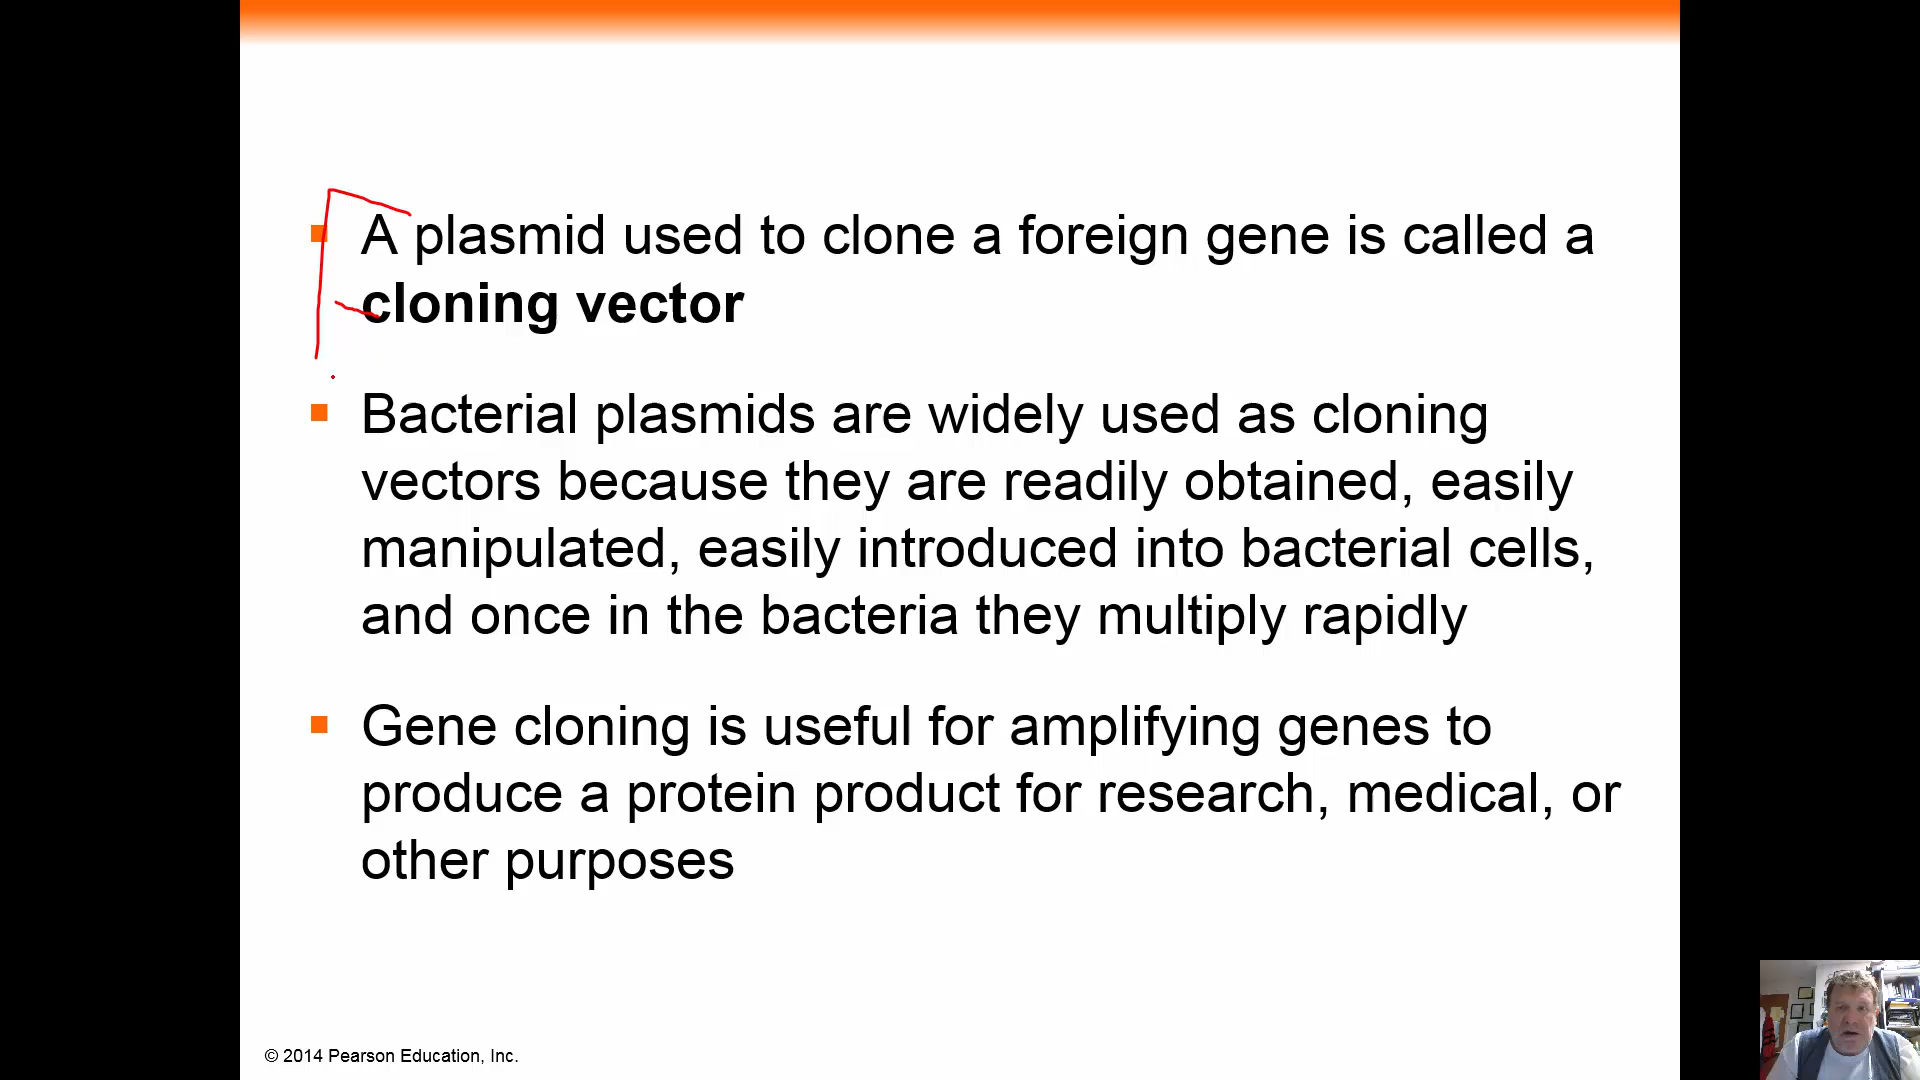 A plasmid used to clone a foreign gene is called a
cloning vector
Bacterial plasmids are widely used as cloning
vectors because they are readily obtained, easily
manipulated, easily introduced into bacterial cells,
and once in the bacteria they multiply rapidly
Gene cloning is useful for amplifying genes to
produce a protein product for research, medical, or
other purposes
© 2014 Pearson Education, Inc.